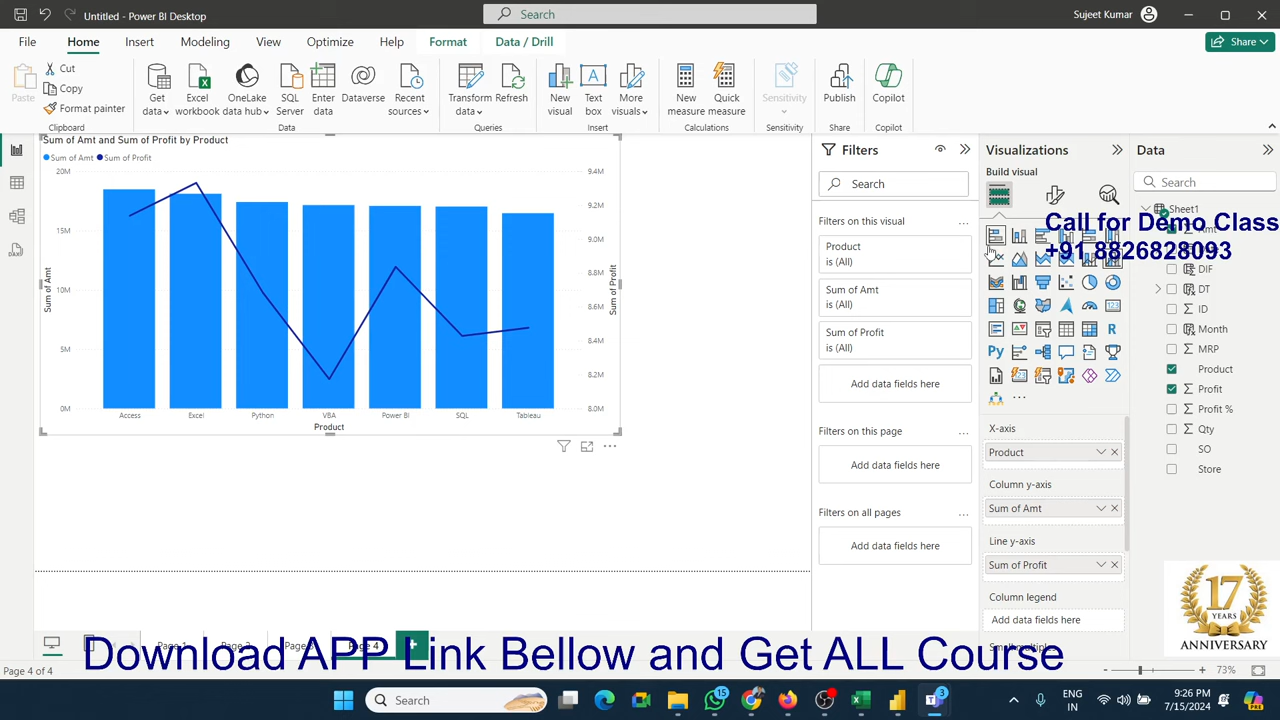 Untitled - Power BI Desktop
Search
Sujeet Kumar
File
Home
Insert
Modeling
View
Optimize
Help
Format
Data / Drill
Share
Paste
Cut
Copy
Format painter
Clipboard
Get data
Excel workbook
OneLake data hub
SQL Server
Enter data
Dataverse
Recent sources
Data
Transform data
Refresh
Queries
New visual
Text box
More visuals
Insert
New measure
Quick measure
Calculations
Sensitivity
Sensitivity
Publish
Share
Copilot
Copilot
Sum of Amt and Sum of Profit by Product
Sum of Amt Sum of Profit
20M
15M
10M
5M
0M
Sum of Amt
9.4M
9.2M
9.0M
8.8M
8.6M
8.4M
8.2M
8.0M
Sum of Profit
Access Excel Python VBA Power BI SQL Tableau
Product
Filters
Search
Filters on this visual
Product
is (All)
Sum of Amt
is (All)
Sum of Profit
is (All)
Add data fields here
Filters on this page
Add data fields here
Filters on all pages
Add data fields here
Visualizations
Build visual
R
Py
123
X-axis
Product
Column y-axis
Sum of Amt
Line y-axis
Sum of Profit
Column legend
Add data fields here
Data
Search
Sheet1
Call for Demo Class
+91 8826828093
DIF
DT
ID
Month
MRP
Product
Profit
Profit %
Qty
SO
Store
17
YEARS
ANNIVERSARY
Page 4
Download APP Link Bellow and Get ALL Course
Page 4 of 4
73%
Search
15
3
ENG
IN
9:26 PM
7/15/2024